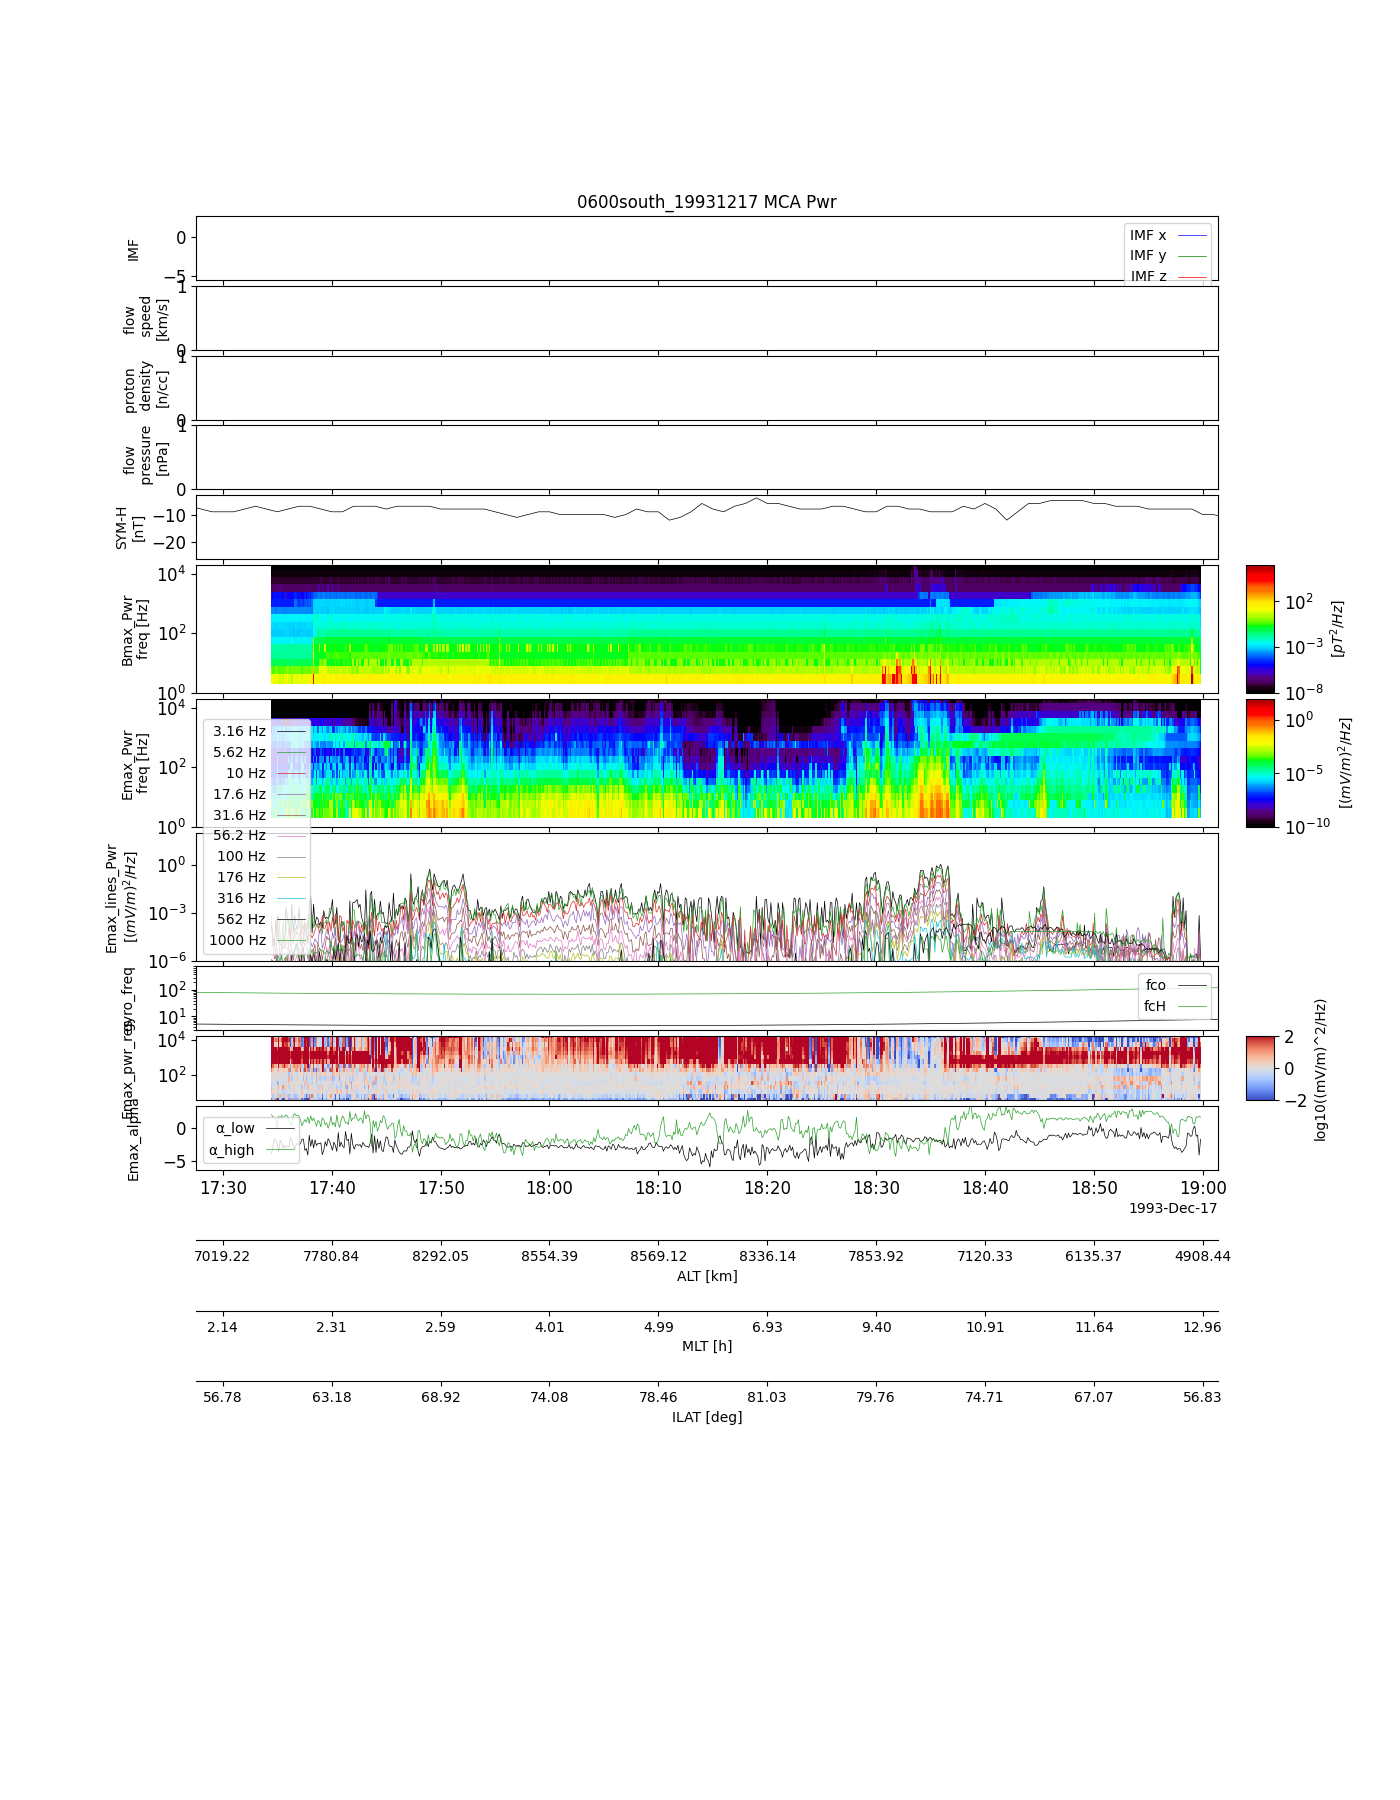 0600south_19931217 MCA Pwr
IMF
0
−5
IMF x
IMF y
IMF z
flow
speed
[km/s]
1
0
proton
density
[n/cc]
1
0
flow
pressure
[nPa]
1
0
SYM-H
[nT]
−10
−20
Bmax_Pwr
freq [Hz]
10^4
10^2
10^0
10^2
10^−3
10^−8
[pT^2/Hz]
Emax_Pwr
freq [Hz]
10^4
10^2
10^0
10^0
10^−5
10^−10
[(mV/m)^2/Hz]
3.16 Hz
5.62 Hz
10 Hz
17.6 Hz
31.6 Hz
56.2 Hz
100 Hz
176 Hz
316 Hz
562 Hz
1000 Hz
Emax_lines_Pwr
[(mV/m)^2/Hz]
10^0
10^−3
10^−6
gyro_freq
10^2
10^1
fco
fcH
Emax_pwr_reg
10^4
10^2
2
0
−2
log10((mV/m)^2/Hz)
Emax_alpha
0
−5
α_low
α_high
17:30 17:40 17:50 18:00 18:10 18:20 18:30 18:40 18:50 19:00
1993-Dec-17
7019.22 7780.84 8292.05 8554.39 8569.12 8336.14 7853.92 7120.33 6135.37 4908.44
ALT [km]
2.14 2.31 2.59 4.01 4.99 6.93 9.40 10.91 11.64 12.96
MLT [h]
56.78 63.18 68.92 74.08 78.46 81.03 79.76 74.71 67.07 56.83
ILAT [deg]